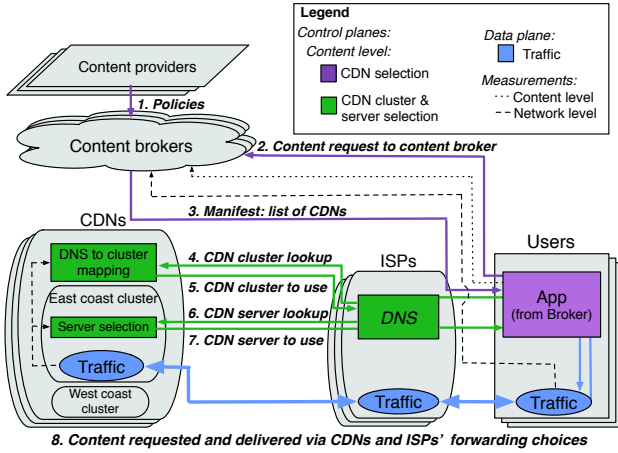 Legend
Control planes:
Content level:
CDN selection
CDN cluster &
server selection
Data plane:
Traffic
Measurements:
Content level
Network level
Content providers
1. Policies
Content brokers
2. Content request to content broker
3. Manifest: list of CDNs
CDNs
DNS to cluster
mapping
East coast cluster
Server selection
Traffic
West coast
cluster
4. CDN cluster lookup
5. CDN cluster to use
6. CDN server lookup
7. CDN server to use
ISPs
DNS
Traffic
Users
App
(from Broker)
Traffic
8. Content requested and delivered via CDNs and ISPs' forwarding choices